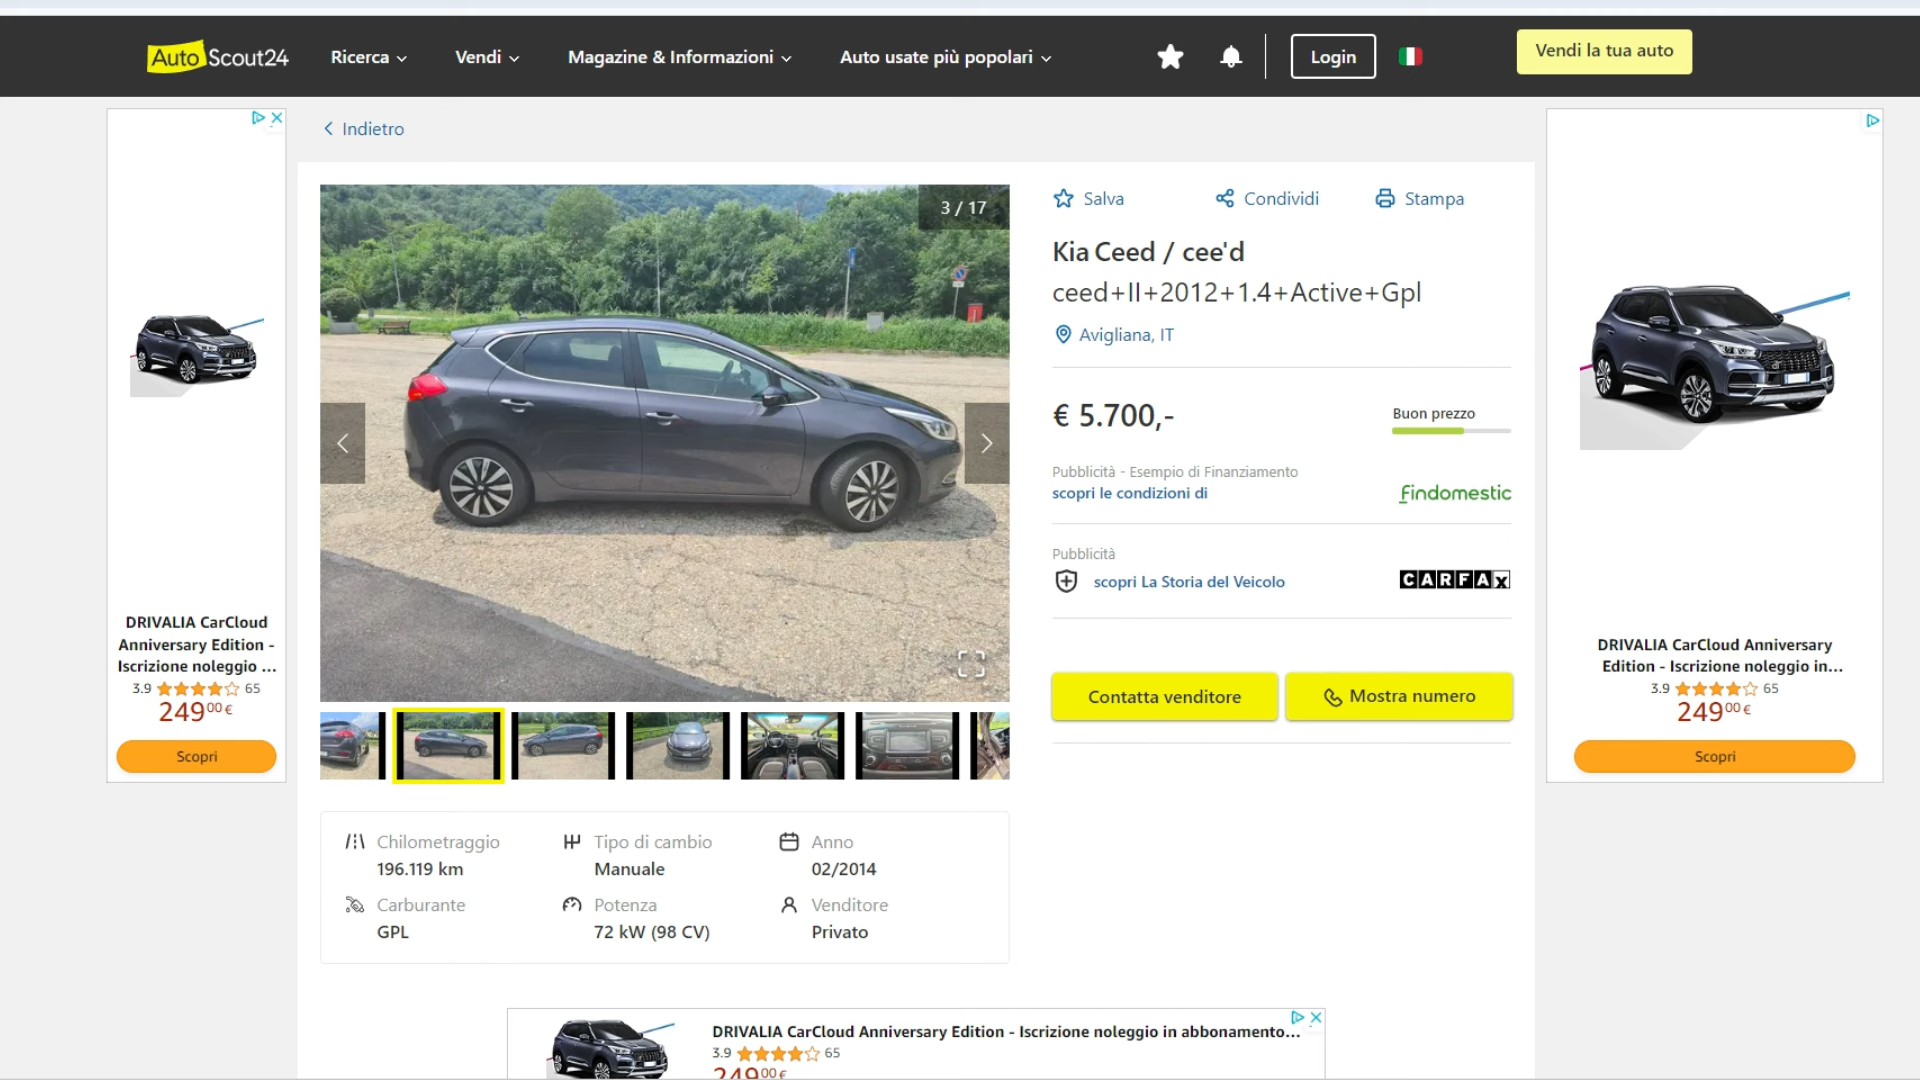 AutoScout24
Ricerca
Vendi
Magazine & Informazioni
Auto usate più popolari
Login
Vendi la tua auto
Indietro
3 / 17
Salva
Condividi
Stampa
Kia Ceed / cee'd
ceed+II+2012+1.4+Active+Gpl
Avigliana, IT
€ 5.700,-
Buon prezzo
Pubblicità - Esempio di Finanziamento
scopri le condizioni di
findomestic
Pubblicità
scopri La Storia del Veicolo
CARFAX
Contatta venditore
Mostra numero
DRIVALIA CarCloud
Anniversary Edition -
Iscrizione noleggio ...
3.9
65
24900€
Scopri
DRIVALIA CarCloud Anniversary
Edition - Iscrizione noleggio in...
3.9
65
24900€
Scopri
Chilometraggio
196.119 km
Tipo di cambio
Manuale
Anno
02/2014
Carburante
GPL
Potenza
72 kW (98 CV)
Venditore
Privato
DRIVALIA CarCloud Anniversary Edition - Iscrizione noleggio in abbonamento...
3.9
65
24900€